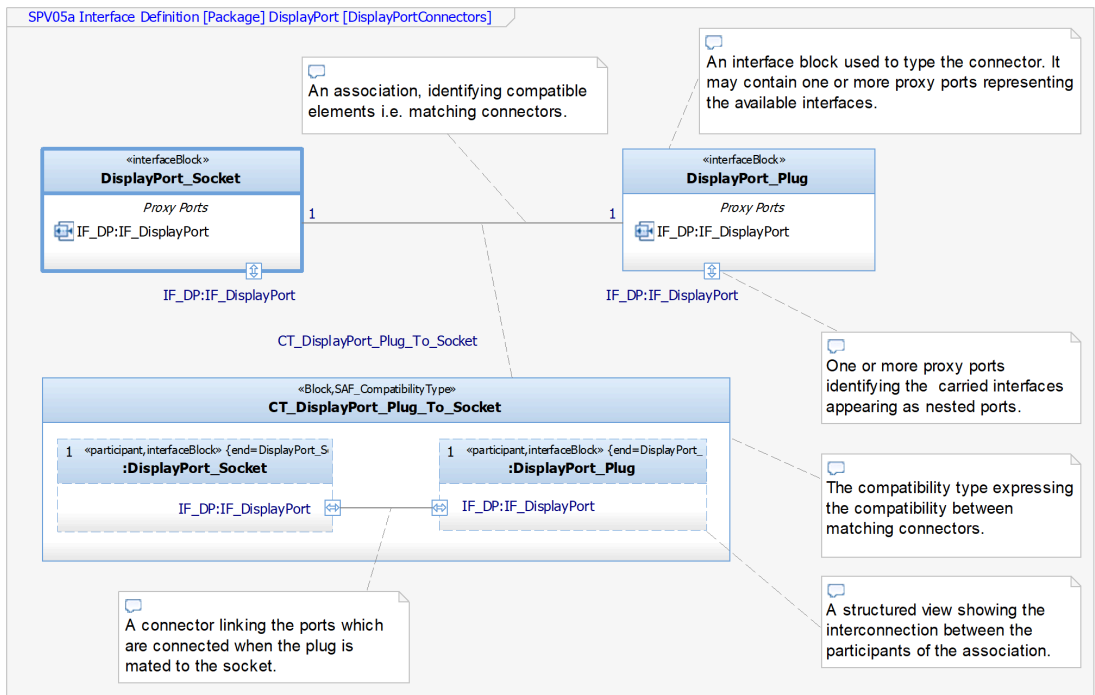 SPV05a Interface Definition [Package] DisplayPort [DisplayPortConnectors]
An association, identifying compatible
elements i.e. matching connectors.
An interface block used to type the connector. It
may contain one or more proxy ports representing
the available interfaces.
«interfaceBlock»
DisplayPort_Socket
Proxy Ports
IF_DP:IF_DisplayPort
1
1
«interfaceBlock»
DisplayPort_Plug
Proxy Ports
IF_DP:IF_DisplayPort
IF_DP:IF_DisplayPort
IF_DP:IF_DisplayPort
CT_DisplayPort_Plug_To_Socket
One or more proxy ports
identifying the  carried interfaces
appearing as nested ports.
«Block,SAF_CompatibilityType»
CT_DisplayPort_Plug_To_Socket
1 «participant,interfaceBlock» {end=DisplayPort_S
:DisplayPort_Socket
IF_DP:IF_DisplayPort
1 «participant,interfaceBlock» {end=DisplayPort_
:DisplayPort_Plug
IF_DP:IF_DisplayPort
The compatibility type expressing
the compatibility between
matching connectors.
A connector linking the ports which
are connected when the plug is
mated to the socket.
A structured view showing the
interconnection between the
participants of the association.